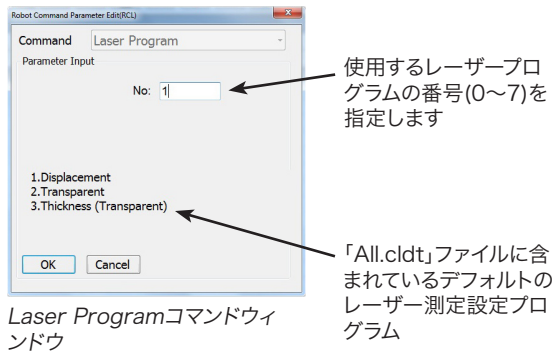 Robot Command Parameter Edit(RCL)
Command Laser Program
Parameter Input
No: 1
1.Displacement
2.Transparent
3.Thickness (Transparent)
OK Cancel
Laser Programコマンドウィ
ンドウ
使用するレーザープロ
グラムの番号(0～7)を
指定します
「All.cldt」ファイルに含
まれているデフォルトの
レーザー測定設定プロ
グラム